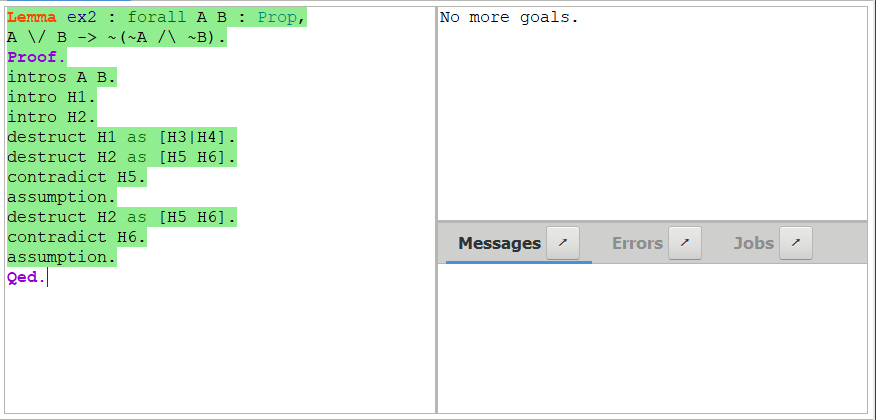 Lemma ex2 : forall A B : Prop,
A \/ B -> ~(~A /\ ~B).
Proof.
intros A B.
intro H1.
intro H2.
destruct H1 as [H3|H4].
destruct H2 as [H5 H6].
contradict H5.
assumption.
destruct H2 as [H5 H6].
contradict H6.
assumption.
Qed.
No more goals.
Messages Errors Jobs